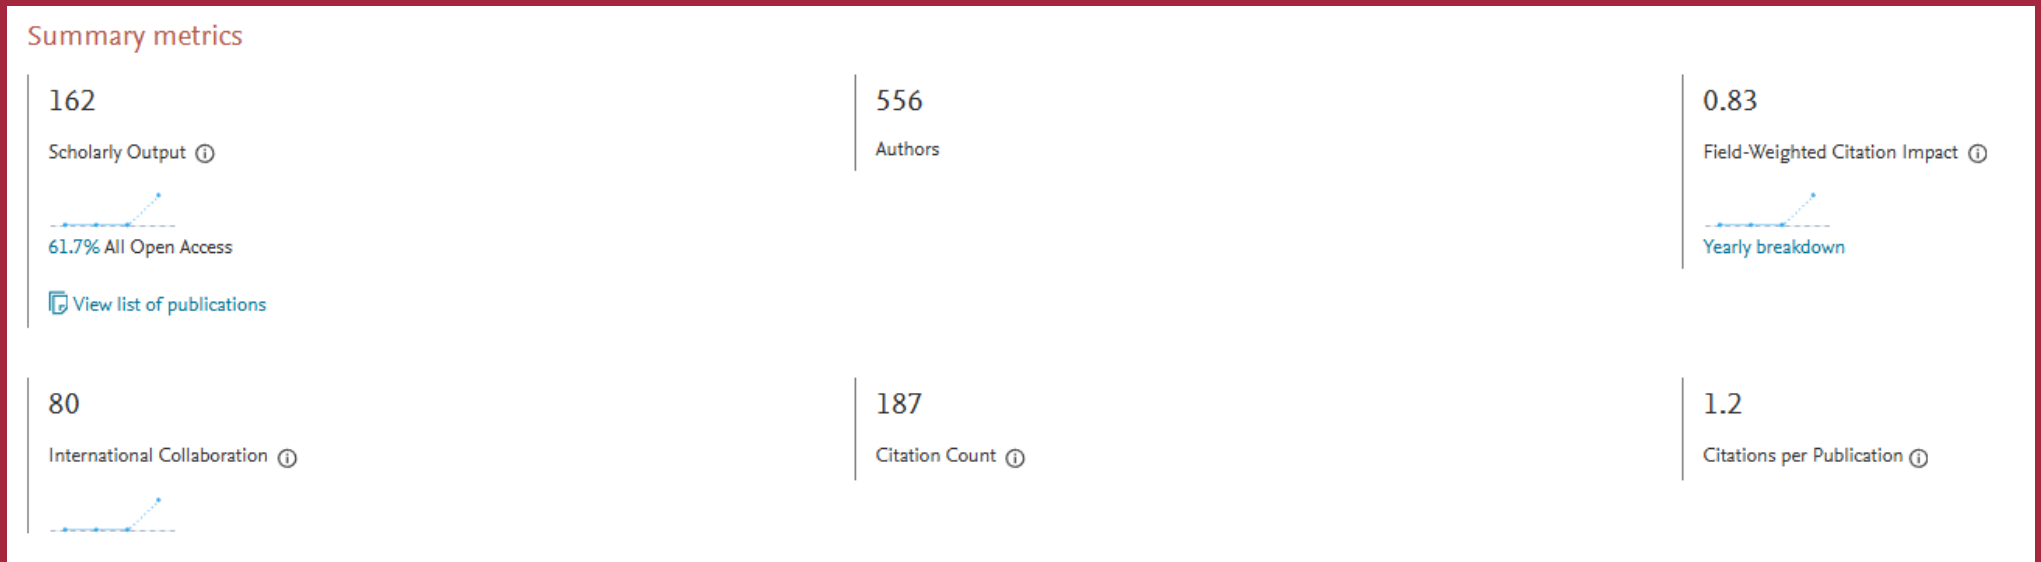 Summary metrics
162
Scholarly Output
61.7% All Open Access
View list of publications
556
Authors
0.83
Field-Weighted Citation Impact
Yearly breakdown
80
International Collaboration
187
Citation Count
1.2
Citations per Publication